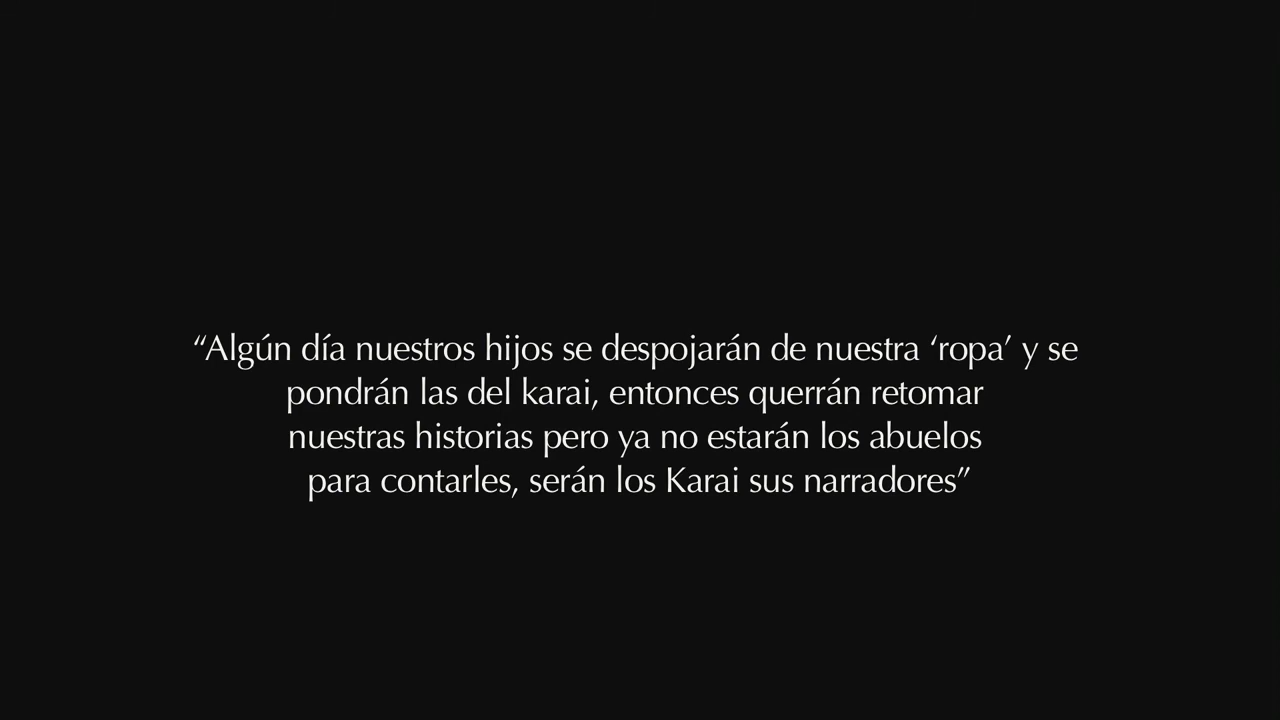 “Algún día nuestros hijos se despojarán de nuestra ‘ropa’ y se
pondrán las del karai, entonces querrán retomar
nuestras historias pero ya no estarán los abuelos
para contarles, serán los Karai sus narradores”